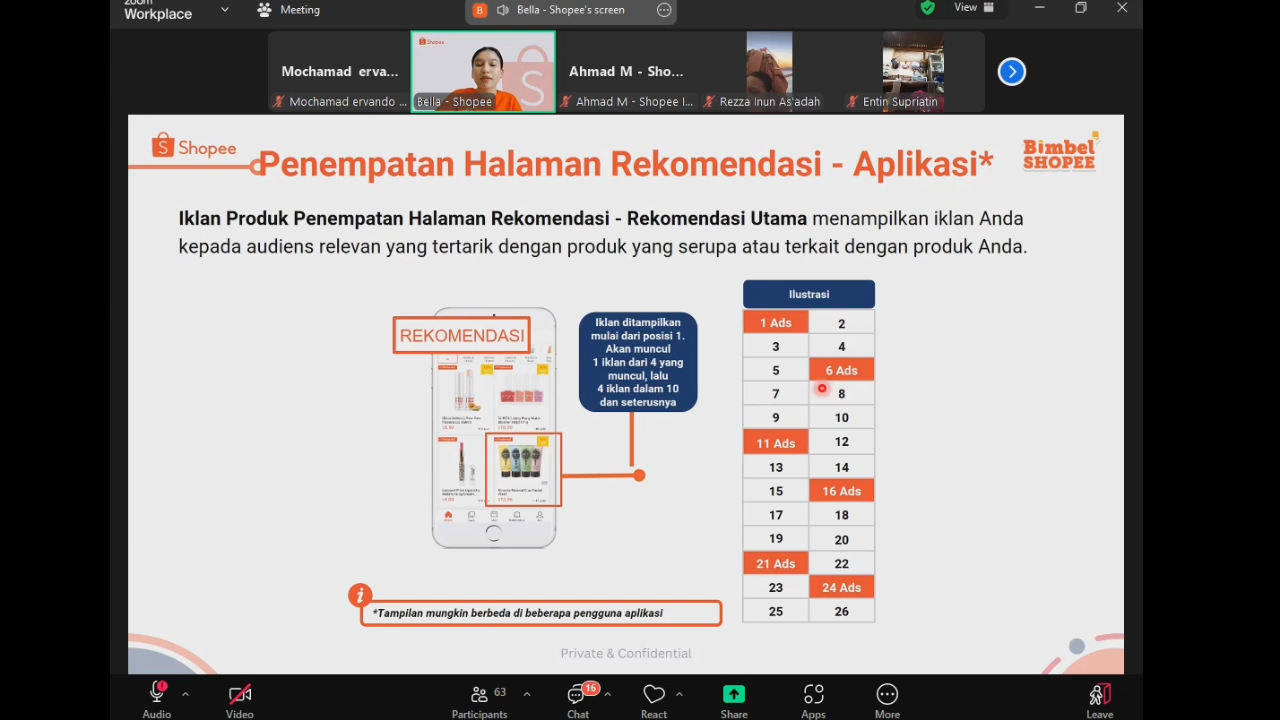 zoom
Workplace
Meeting
B
Bella - Shopee's screen
View
Mochamad erva...
Mochamad ervando ...
Shopee
Bella - Shopee
Ahmad M - Sho...
Ahmad M - Shopee I...
Rezza Inun As'adah
Entin Supriatin
Shopee
Penempatan Halaman Rekomendasi - Aplikasi*
Bimbel
SHOPEE
Iklan Produk Penempatan Halaman Rekomendasi - Rekomendasi Utama menampilkan iklan Anda
kepada audiens relevan yang tertarik dengan produk yang serupa atau terkait dengan produk Anda.
REKOMENDASI
Iklan ditampilkan
mulai dari posisi 1.
Akan muncul
1 iklan dari 4 yang
muncul, lalu
4 iklan dalam 10
dan seterusnya
Ilustrasi
1 Ads 2
3 4
5 6 Ads
7 8
9 10
11 Ads 12
13 14
15 16 Ads
17 18
19 20
21 Ads 22
23 24 Ads
25 26
i
*Tampilan mungkin berbeda di beberapa pengguna aplikasi
Private & Confidential
Audio
Video
63
Participants
16
Chat
React
Share
Apps
More
Leave